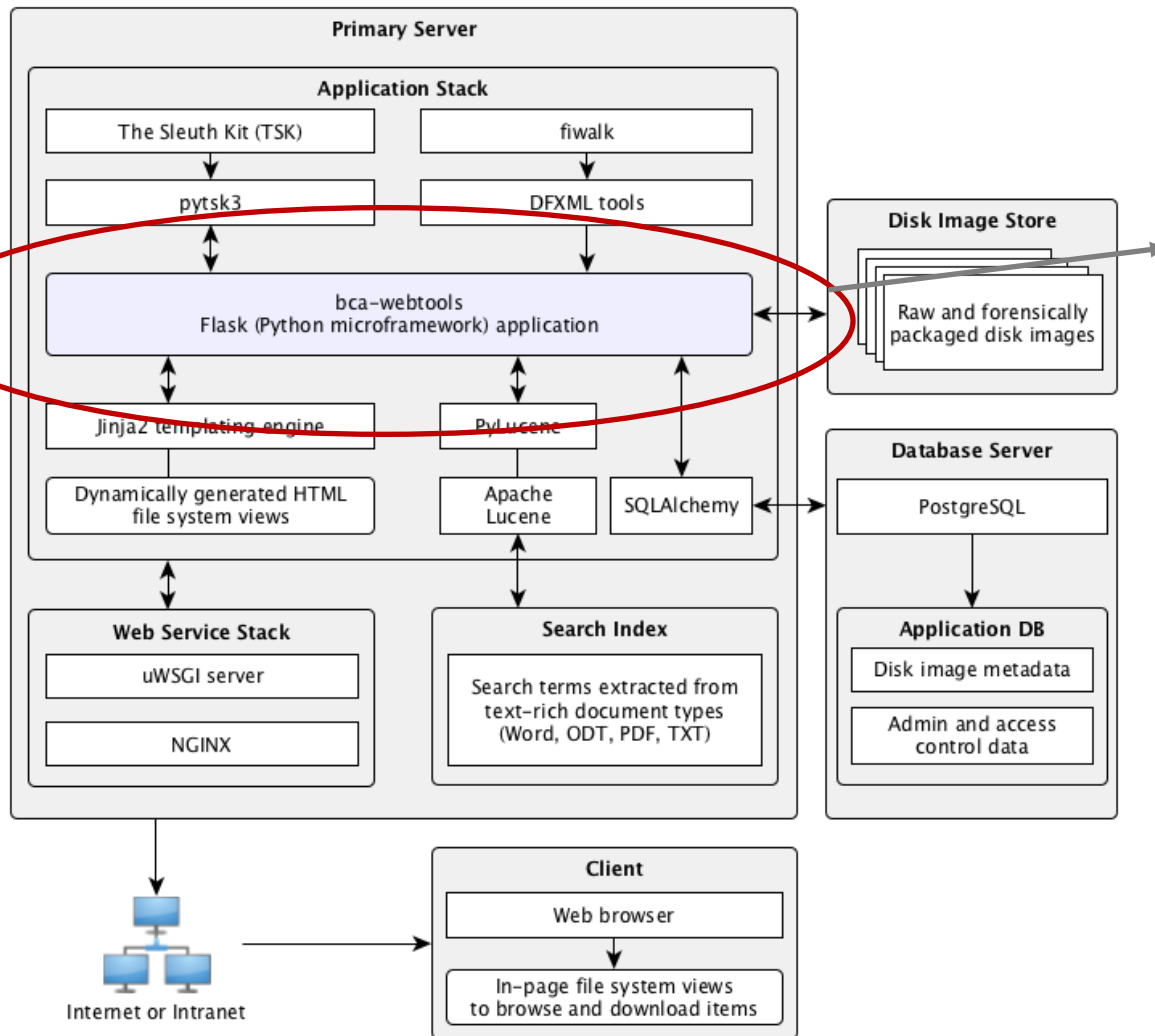 Primary Server
Application Stack
The Sleuth Kit (TSK)
fiwalk
pytsk3
DFXML tools
bca-webtools
Flask (Python microframework) application
Jinja2 templating engine
PyLucene
Dynamically generated HTML
file system views
Apache
Lucene
SQLAlchemy
Disk Image Store
Raw and forensically
packaged disk images
Database Server
PostgreSQL
Application DB
Disk image metadata
Admin and access
control data
Web Service Stack
uWSGI server
NGINX
Search Index
Search terms extracted from
text-rich document types
(Word, ODT, PDF, TXT)
Internet or Intranet
Client
Web browser
In-page file system views
to browse and download items